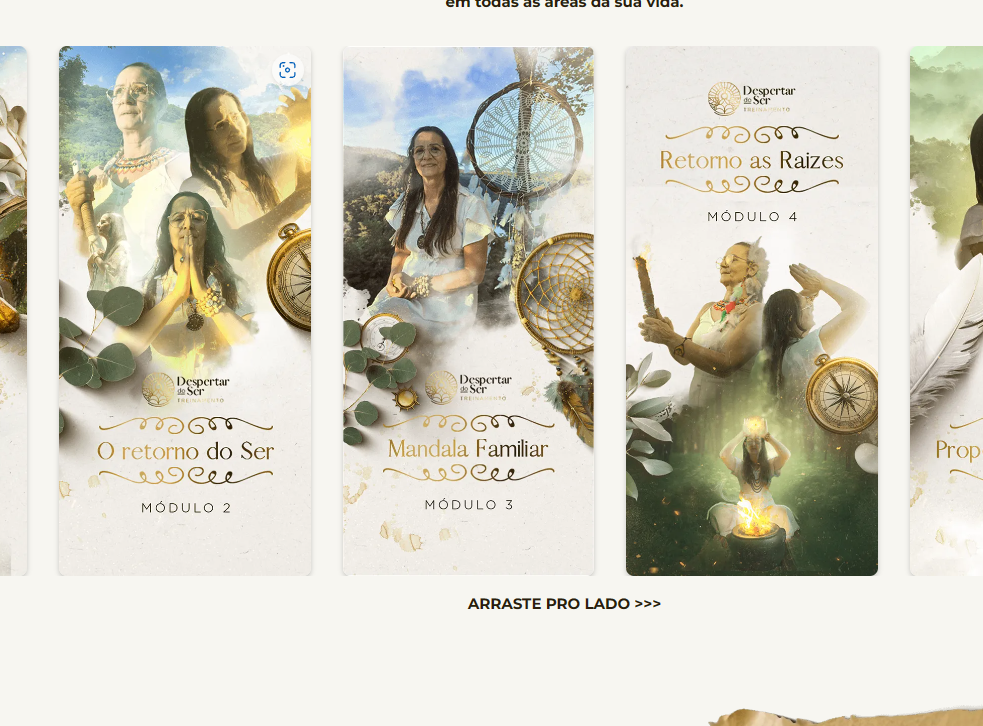 em todas as áreas da sua vida.
Despertar
do Ser
TREINAMENTO
O retorno do Ser
MÓDULO 2
Despertar
do Ser
TREINAMENTO
Mandala Familiar
MÓDULO 3
Despertar
do Ser
TREINAMENTO
Retorno as Raizes
MÓDULO 4
Prop
ARRASTE PRO LADO >>>